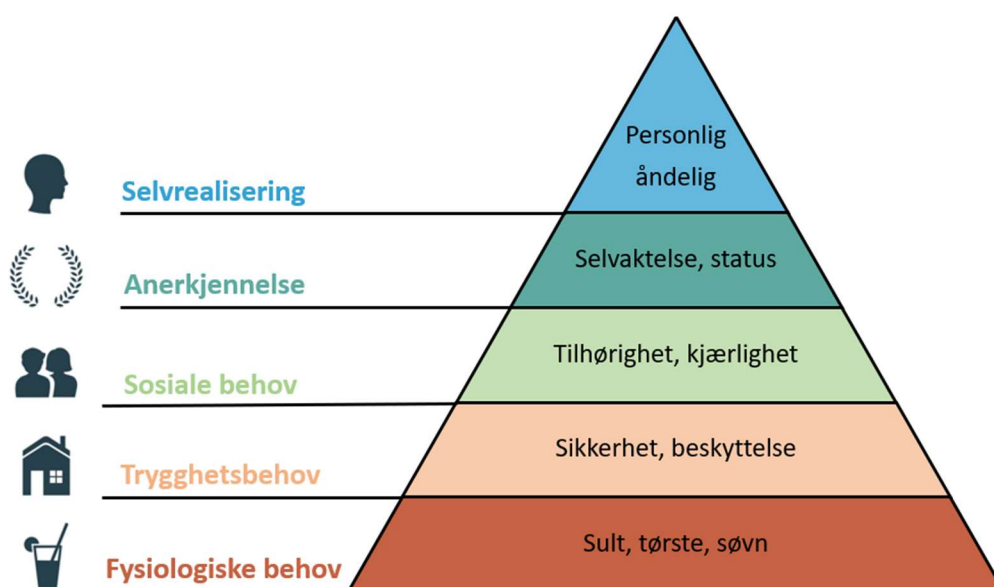 Personlig
åndelig
Selvrealisering
Selvaktelse, status
Anerkjennelse
Tilhørighet, kjærlighet
Sosiale behov
Sikkerhet, beskyttelse
Trygghetsbehov
Sult, tørste, søvn
Fysiologiske behov